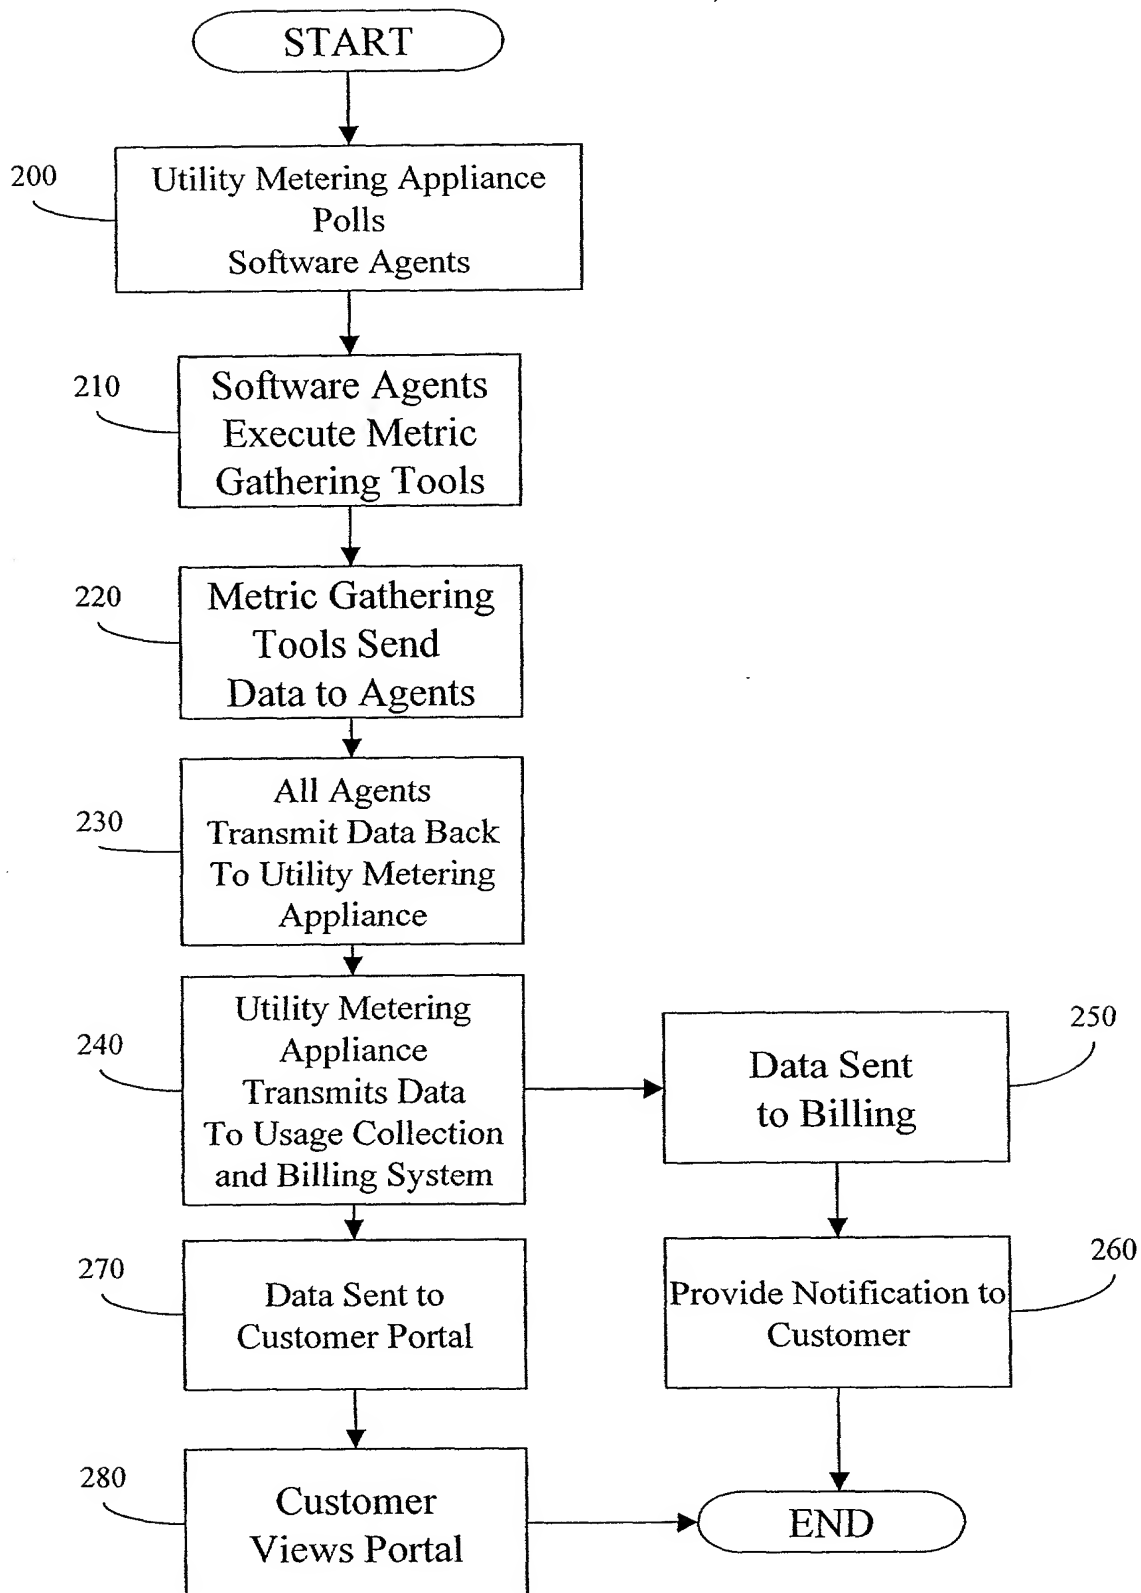 START
200
Utility Metering Appliance
Polls
Software Agents
210
Software Agents
Execute Metric
Gathering Tools
220
Metric Gathering
Tools Send
Data to Agents
230
All Agents
Transmit Data Back
To Utility Metering
Appliance
240
Utility Metering
Appliance
Transmits Data
To Usage Collection
and Billing System
250
Data Sent
to Billing
260
Provide Notification to
Customer
270
Data Sent to
Customer Portal
280
Customer
Views Portal
END